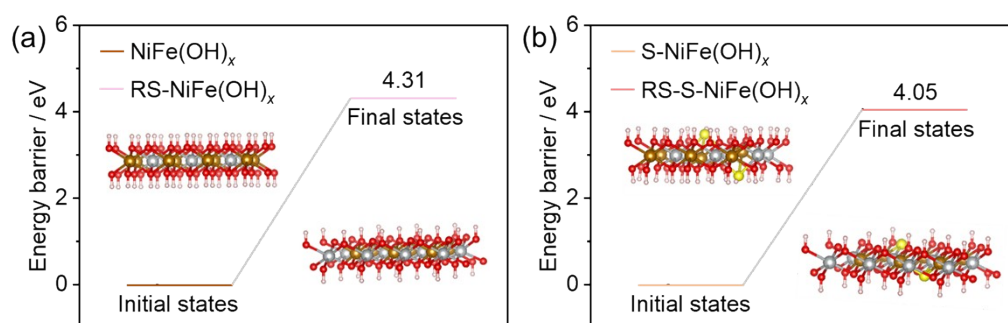 (a)
Energy barrier / eV
6
4
2
0
NiFe(OH)x
RS-NiFe(OH)x
4.31
Final states
Initial states
(b)
Energy barrier / eV
6
4
2
0
S-NiFe(OH)x
RS-S-NiFe(OH)x
4.05
Final states
Initial states